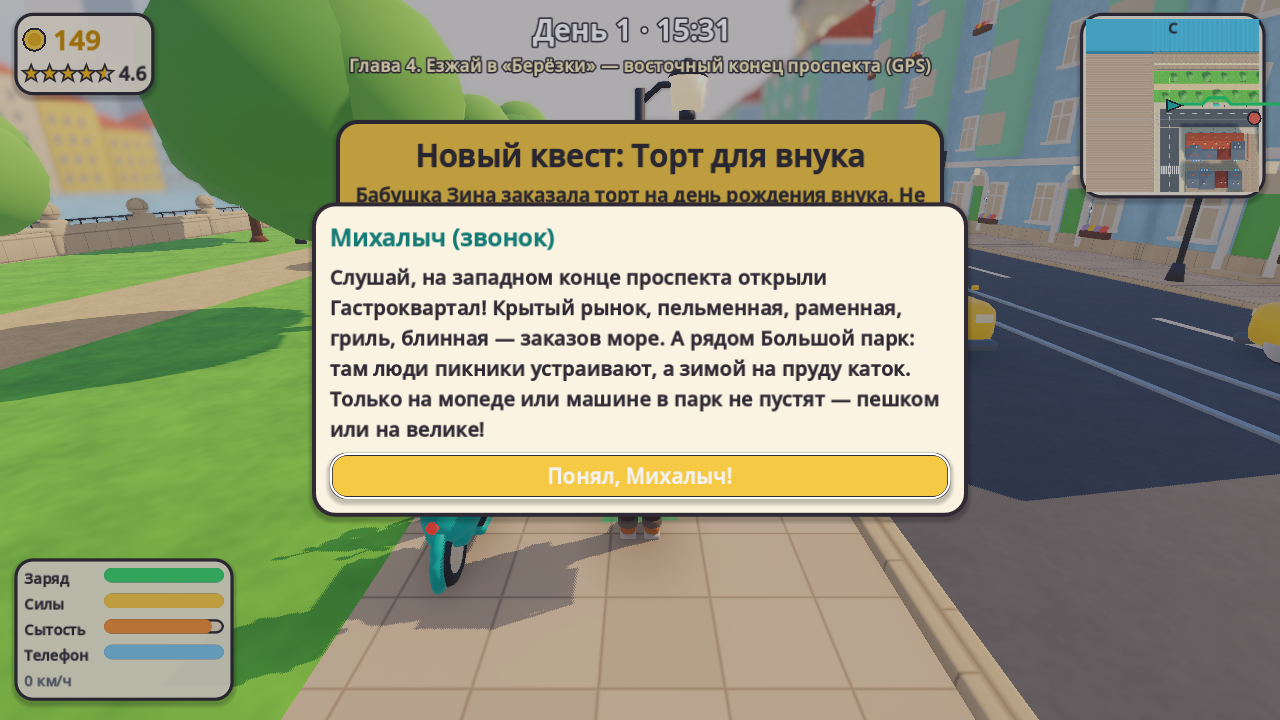 149
4.6
День 1 · 15:31
Глава 4. Езжай в «Берёзки» — восточный конец проспекта (GPS)
С
Новый квест: Торт для внука
Бабушка Зина заказала торт на день рождения внука. Не
Михалыч (звонок)
Слушай, на западном конце проспекта открыли
Гастроквартал! Крытый рынок, пельменная, раменная,
гриль, блинная — заказов море. А рядом Большой парк:
там люди пикники устраивают, а зимой на пруду каток.
Только на мопеде или машине в парк не пустят — пешком
или на велике!
Понял, Михалыч!
Заряд
Силы
Сытость
Телефон
0 км/ч